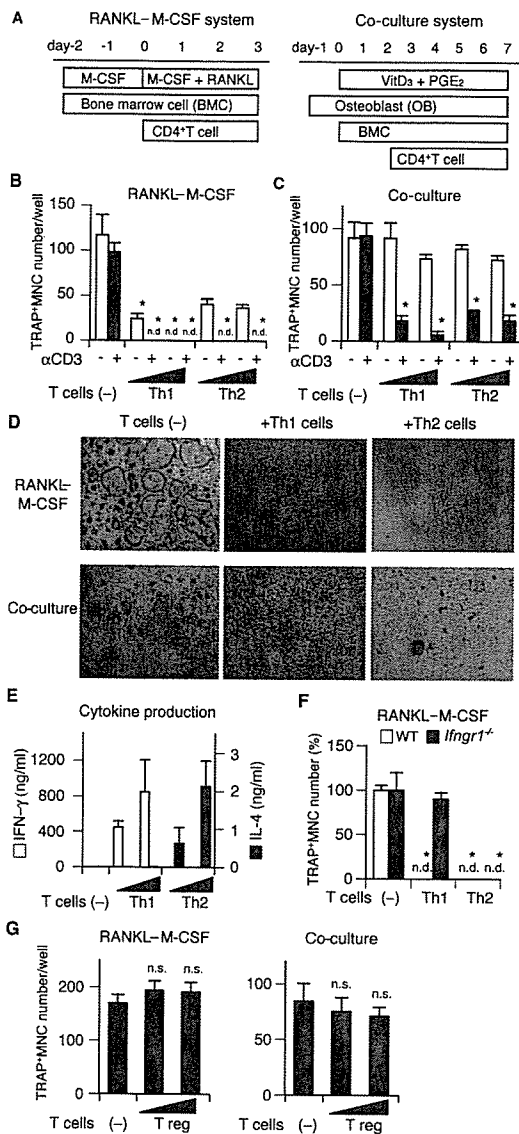 A RANKL–M-CSF system Co-culture system
day-2 -1 0 1 2 3 day-1 0 1 2 3 4 5 6 7
M-CSF M-CSF + RANKL VitD3 + PGE2
Bone marrow cell (BMC) Osteoblast (OB)
CD4+T cell BMC
CD4+T cell
B RANKL–M-CSF
TRAP+MNC number/well
150
100
50
0
* * * * * *
n.d. n.d. n.d. n.d. n.d.
αCD3 - + - + - + - + - +
T cells (–) Th1 Th2
C Co-culture
TRAP+MNC number/well
100
50
0
* * * *
αCD3 - + - + - + - + - +
T cells (–) Th1 Th2
D T cells (–) +Th1 cells +Th2 cells
RANKL–
M-CSF
Co-culture
E Cytokine production
IFN–γ (ng/ml)
1200
800
400
IL-4 (ng/ml)
3
2
1
0
T cells (–) Th1 Th2
F RANKL–M-CSF
WT Ifngr1-/-
TRAP+MNC number (%)
150
100
50
0
* * *
n.d. n.d. n.d.
T cells (–) Th1 Th2
G RANKL–M-CSF Co-culture
TRAP+MNC number/well
200
100
0
n.s. n.s.
100
50
0
n.s. n.s.
T cells (–) T reg T cells (–) T reg